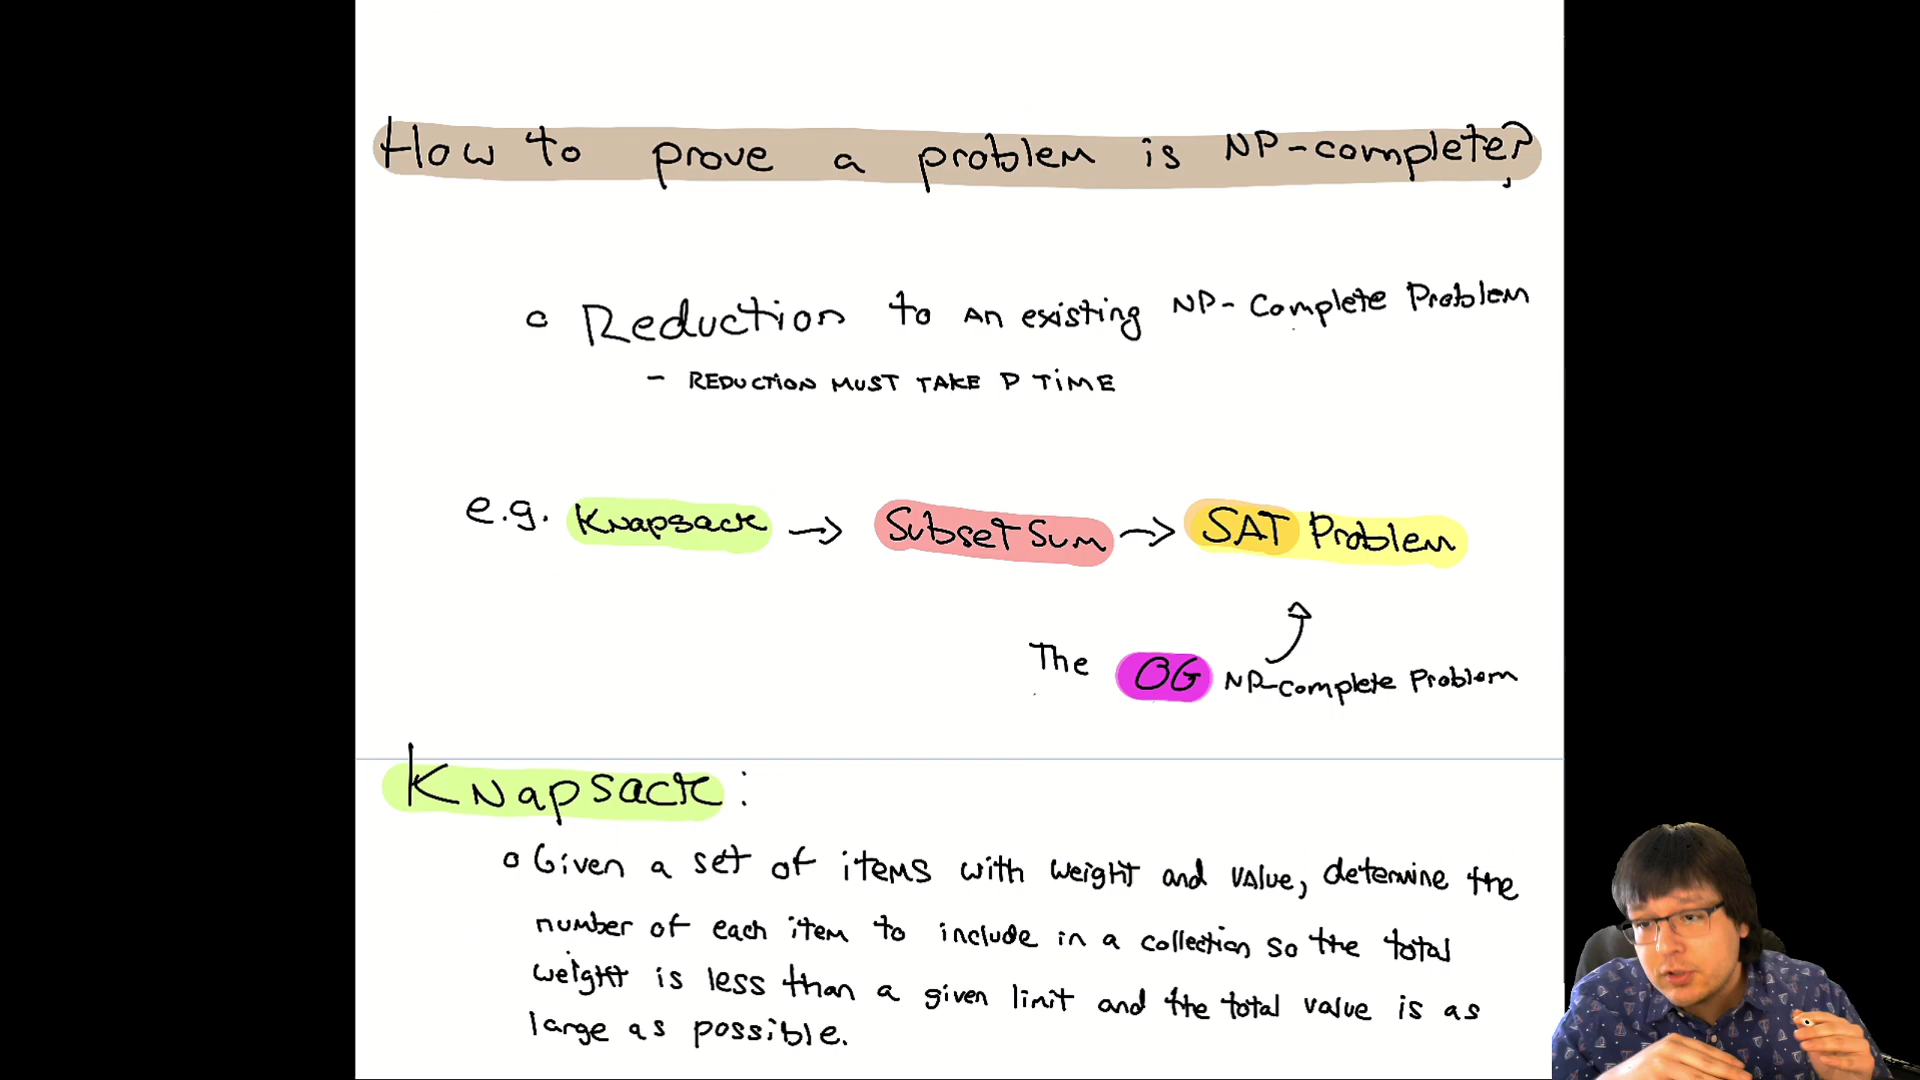 How to prove a problem is NP-complete?
Reduction to an existing NP-Complete Problem
- REDUCTION MUST TAKE P TIME
e.g. Knapsack → Subset Sum → SAT Problem
The OG NP-complete Problem
Knapsack:
Given a set of items with weight and value, determine the
number of each item to include in a collection so the total
weight is less than a given limit and the total value is as
large as possible.